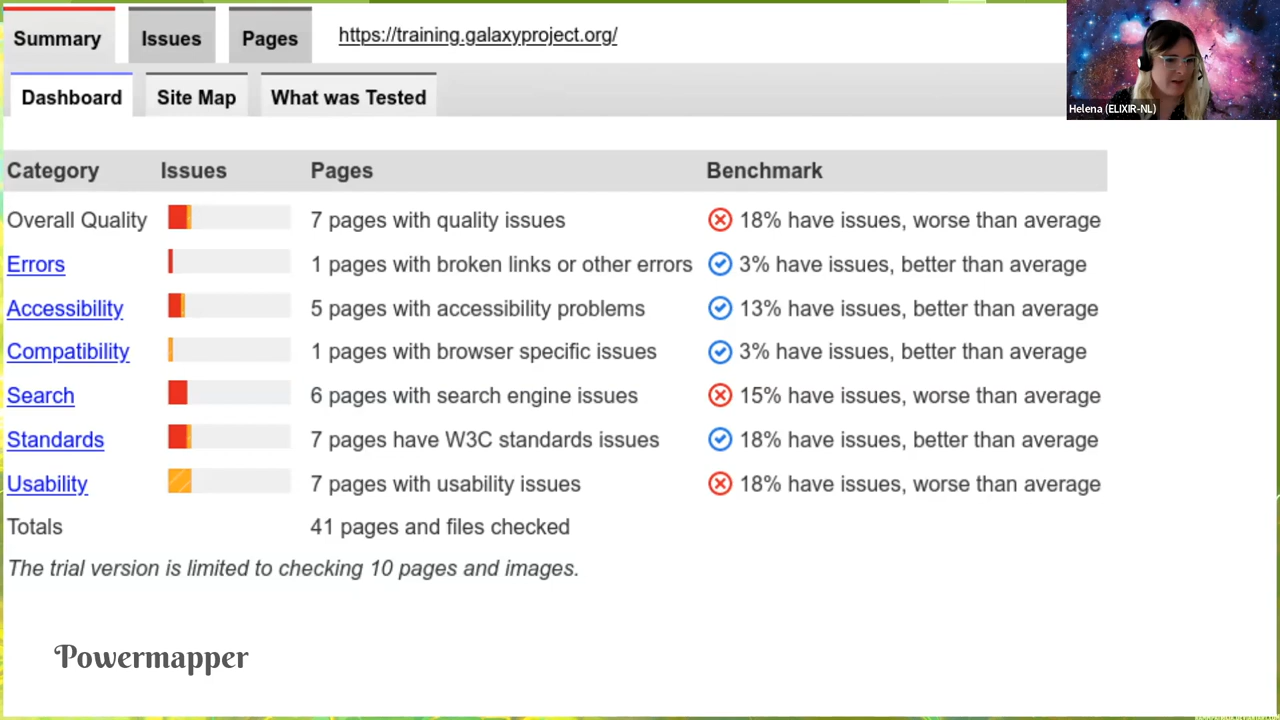 Summary Issues Pages https://training.galaxyproject.org/
Helena (ELIXIR-NL)
Dashboard Site Map What was Tested
Category Issues Pages Benchmark
Overall Quality 7 pages with quality issues 18% have issues, worse than average
Errors 1 pages with broken links or other errors 3% have issues, better than average
Accessibility 5 pages with accessibility problems 13% have issues, better than average
Compatibility 1 pages with browser specific issues 3% have issues, better than average
Search 6 pages with search engine issues 15% have issues, worse than average
Standards 7 pages have W3C standards issues 18% have issues, better than average
Usability 7 pages with usability issues 18% have issues, worse than average
Totals 41 pages and files checked
The trial version is limited to checking 10 pages and images.
Powermapper